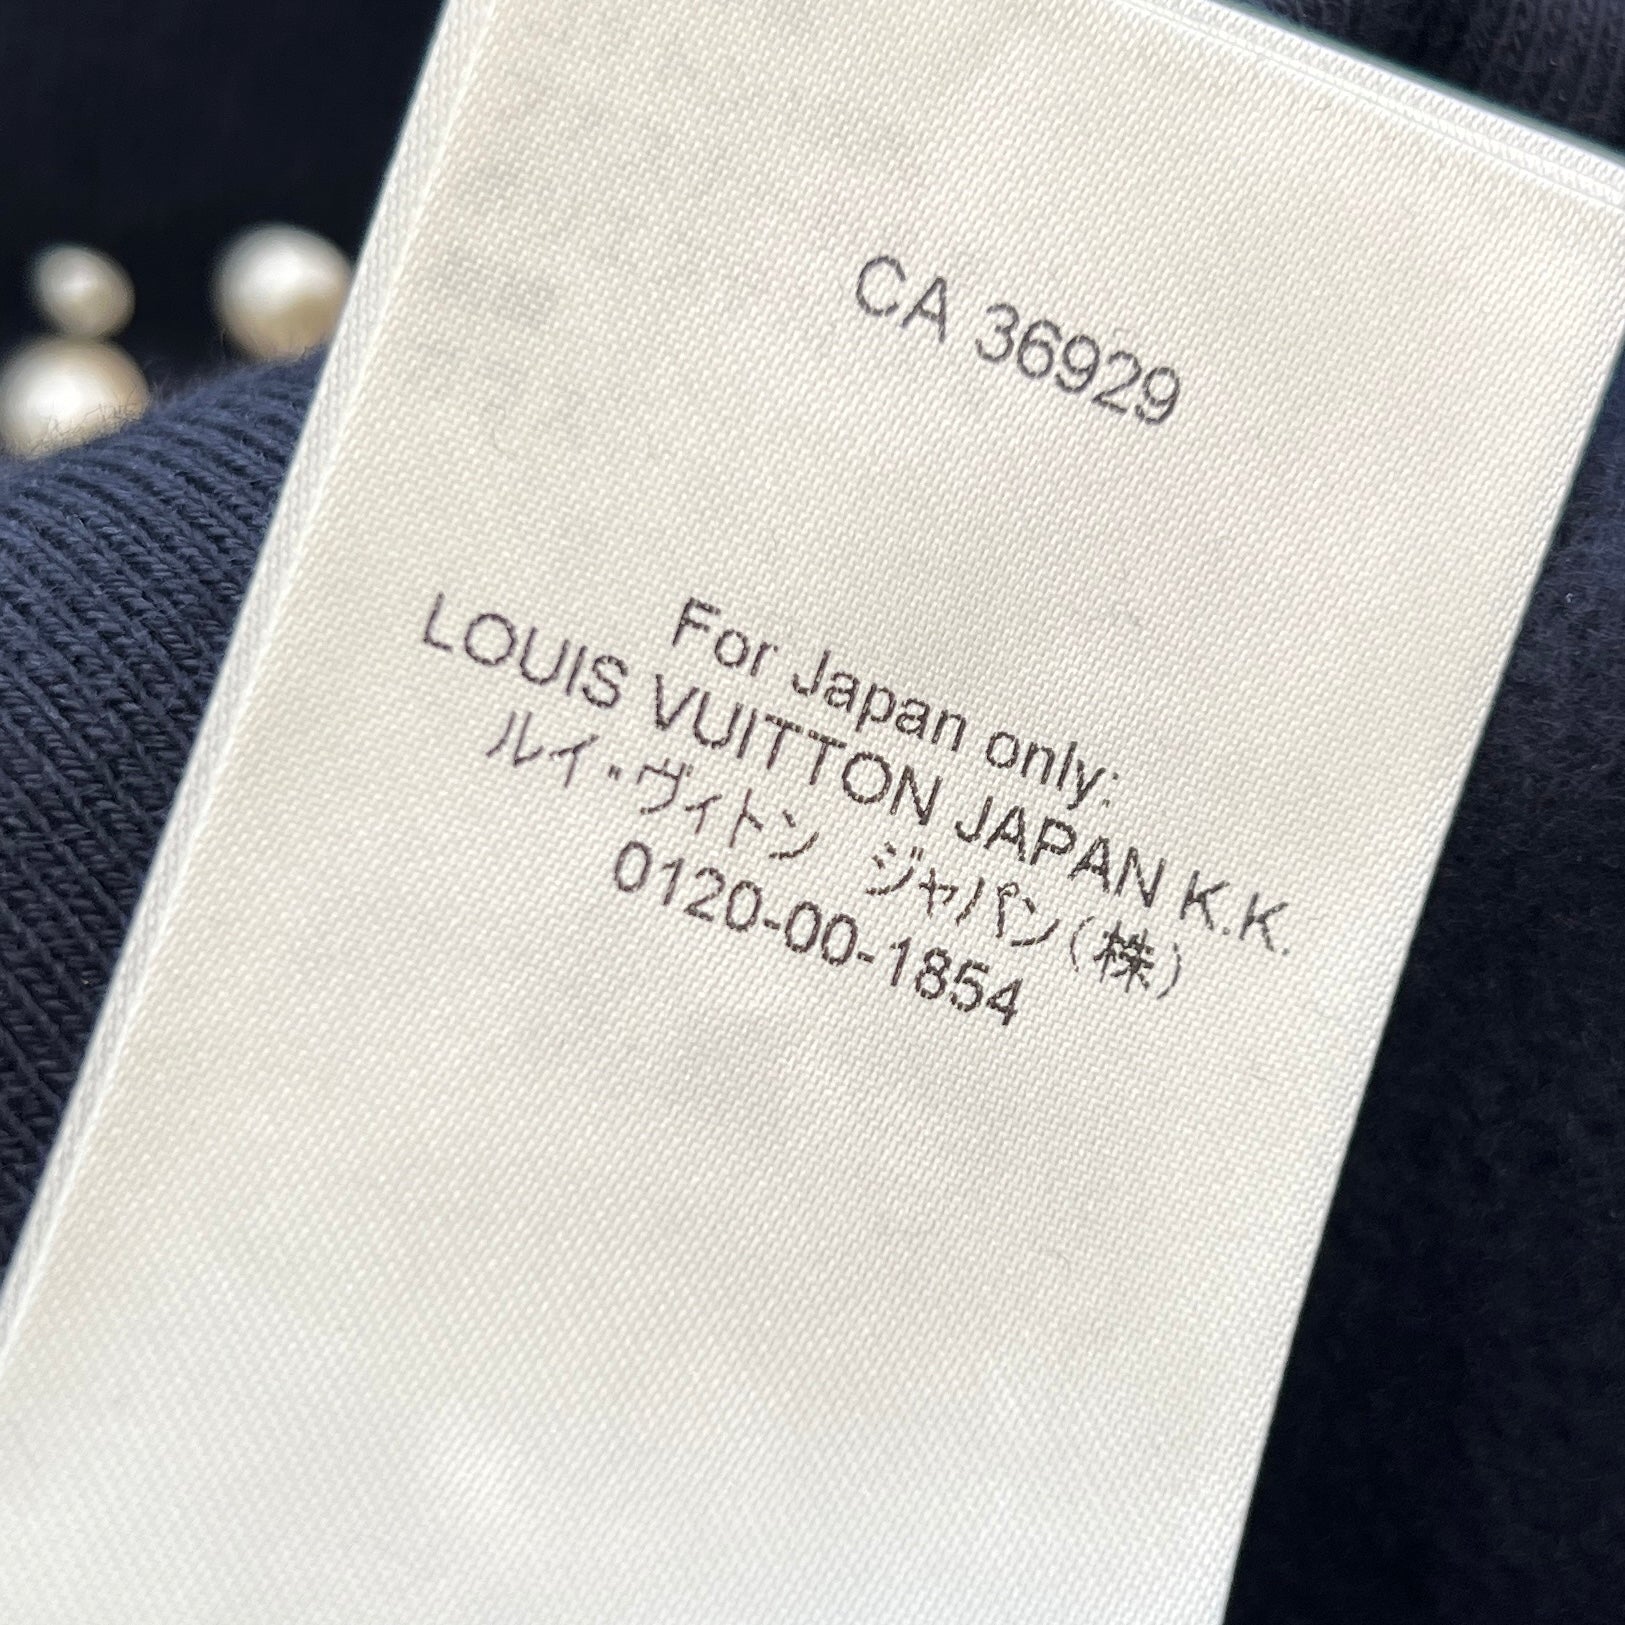 CA 36929
For Japan only:
LOUIS VUITTON JAPAN K.K.
ルイ・ヴィトン ジャパン(株)
0120-00-1854